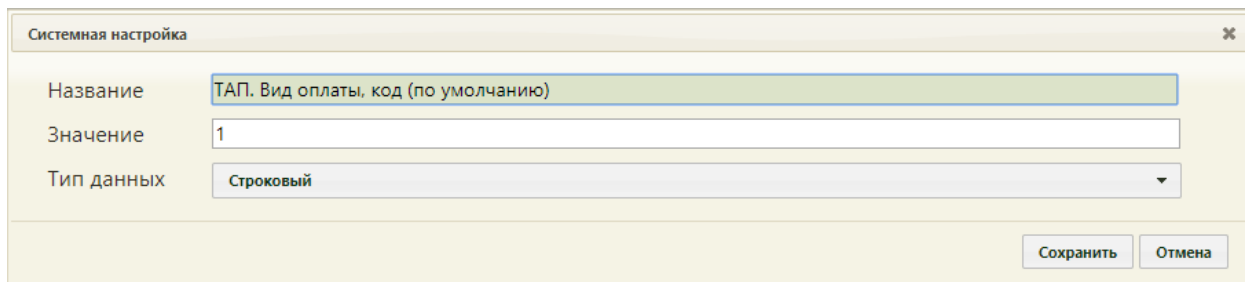 Системная настройка
Название ТАП. Вид оплаты, код (по умолчанию)
Значение 1
Тип данных Строковый
Сохранить Отмена